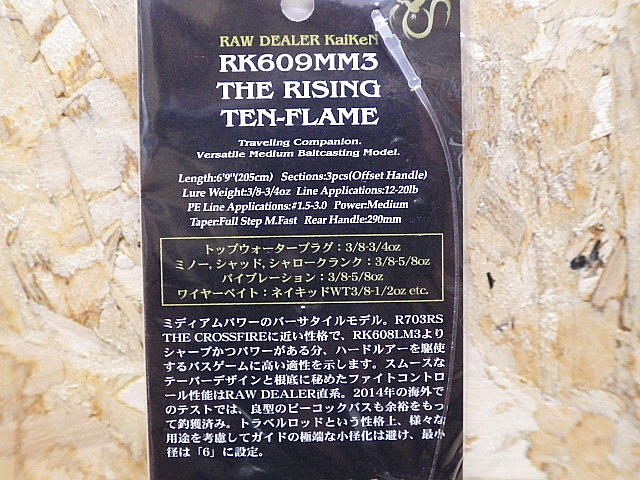 RAW DEALER KaiKeN
RK609MM3
THE RISING
TEN-FLAME
Traveling Companion.
Versatile Medium Baitcasting Model.
Length:6'9"(205cm) Sections:3pcs(Offset Handle)
Lure Weight:3/8-3/4oz Line Applications:12-20lb
PE Line Applications:#1.5-3.0 Power:Medium
Taper:Full Step M.Fast Rear Handle:290mm
トップウォータープラグ：3/8-3/4oz
ミノー,シャッド,シャロークランク：3/8-5/8oz
バイブレーション：3/8-5/8oz
ワイヤーベイト：ネイキッドWT3/8-1/2oz etc.
ミディアムパワーのバーサタイルモデル。R703RS
THE CROSSFIREに近い性格で、RK608LM3より
シャープかつパワーがある分、ハードルアーを駆使
するバスゲームに高い適性を示します。スムースな
テーパーデザインと根底に秘めたファイトコントロ
ール性能はRAW DEALER直系。2014年の海外で
のテストでは、良型のピーコックバスも余裕をもっ
て釣獲済み。トラベルロッドという性格上、様々な
用途を考慮してガイドの極端な小径化は避け、最小
径は「6」に設定。